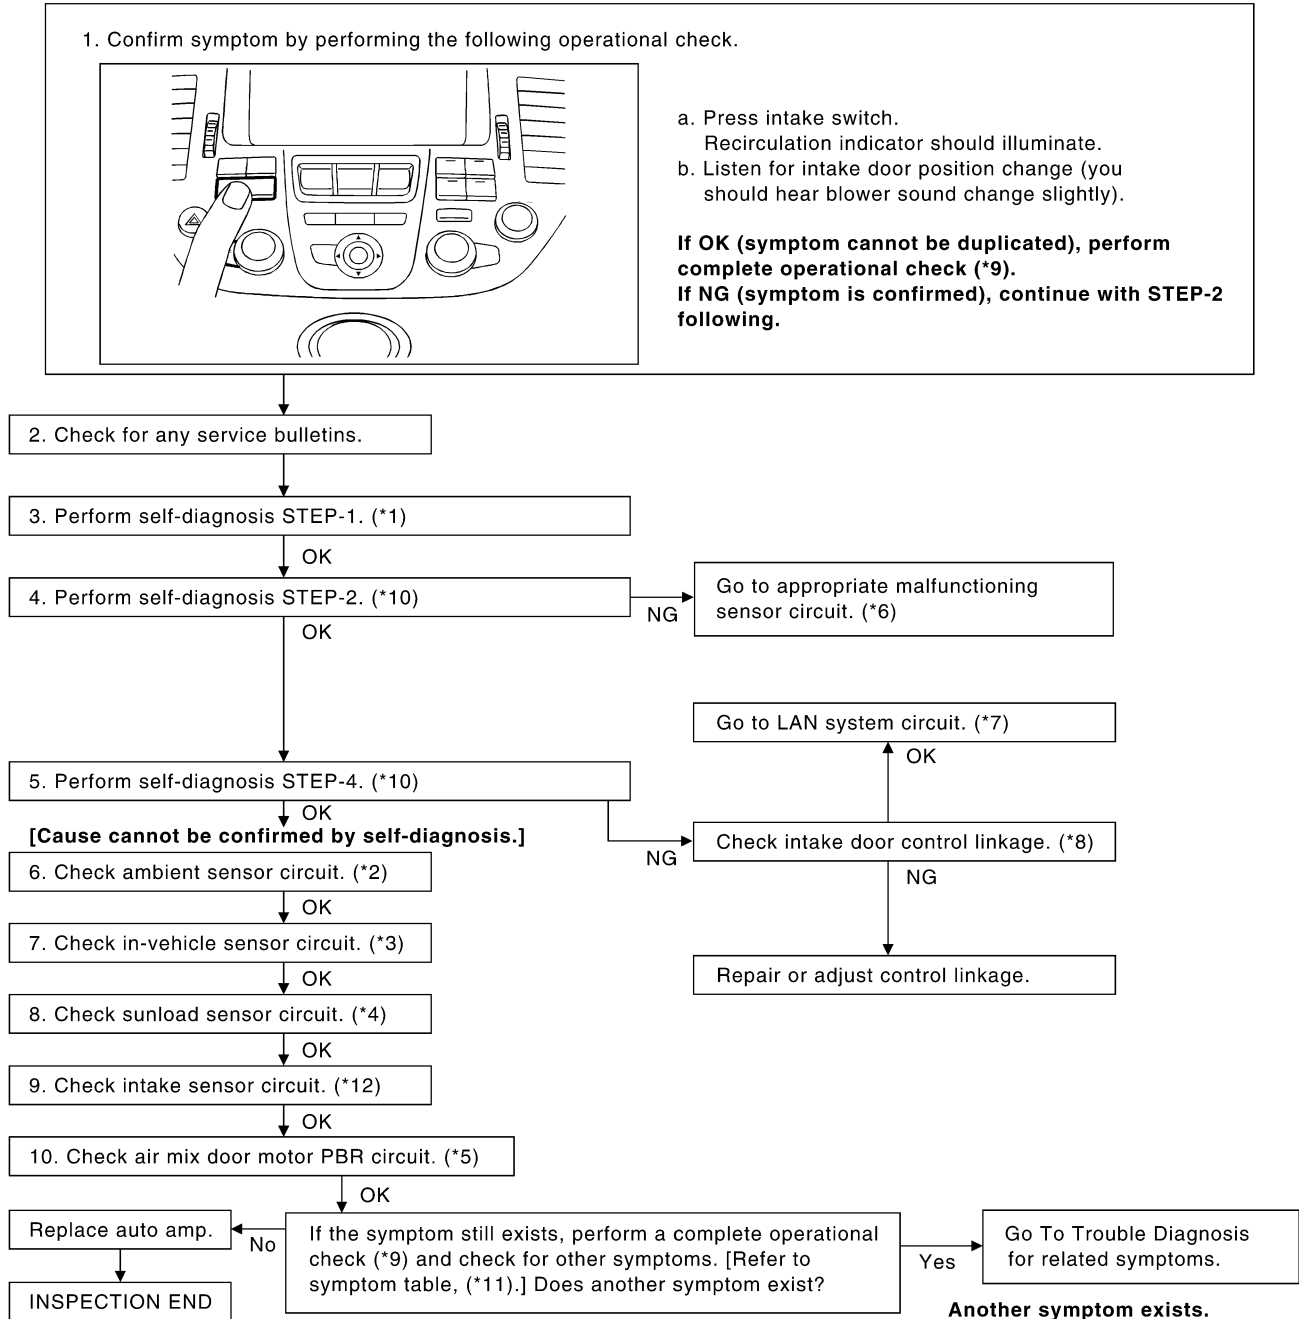 1. Confirm symptom by performing the following operational check.
a. Press intake switch.
Recirculation indicator should illuminate.
b. Listen for intake door position change (you
should hear blower sound change slightly).
If OK (symptom cannot be duplicated), perform
complete operational check (*9).
If NG (symptom is confirmed), continue with STEP-2
following.
2. Check for any service bulletins.
3. Perform self-diagnosis STEP-1. (*1)
OK
4. Perform self-diagnosis STEP-2. (*10)
NG
Go to appropriate malfunctioning
sensor circuit. (*6)
OK
Go to LAN system circuit. (*7)
OK
5. Perform self-diagnosis STEP-4. (*10)
OK
[Cause cannot be confirmed by self-diagnosis.]
NG
Check intake door control linkage. (*8)
NG
Repair or adjust control linkage.
6. Check ambient sensor circuit. (*2)
OK
7. Check in-vehicle sensor circuit. (*3)
OK
8. Check sunload sensor circuit. (*4)
OK
9. Check intake sensor circuit. (*12)
OK
10. Check air mix door motor PBR circuit. (*5)
OK
Replace auto amp.
No
If the symptom still exists, perform a complete operational
check (*9) and check for other symptoms. [Refer to
symptom table, (*11).] Does another symptom exist?
Yes
Go To Trouble Diagnosis
for related symptoms.
INSPECTION END
Another symptom exists.